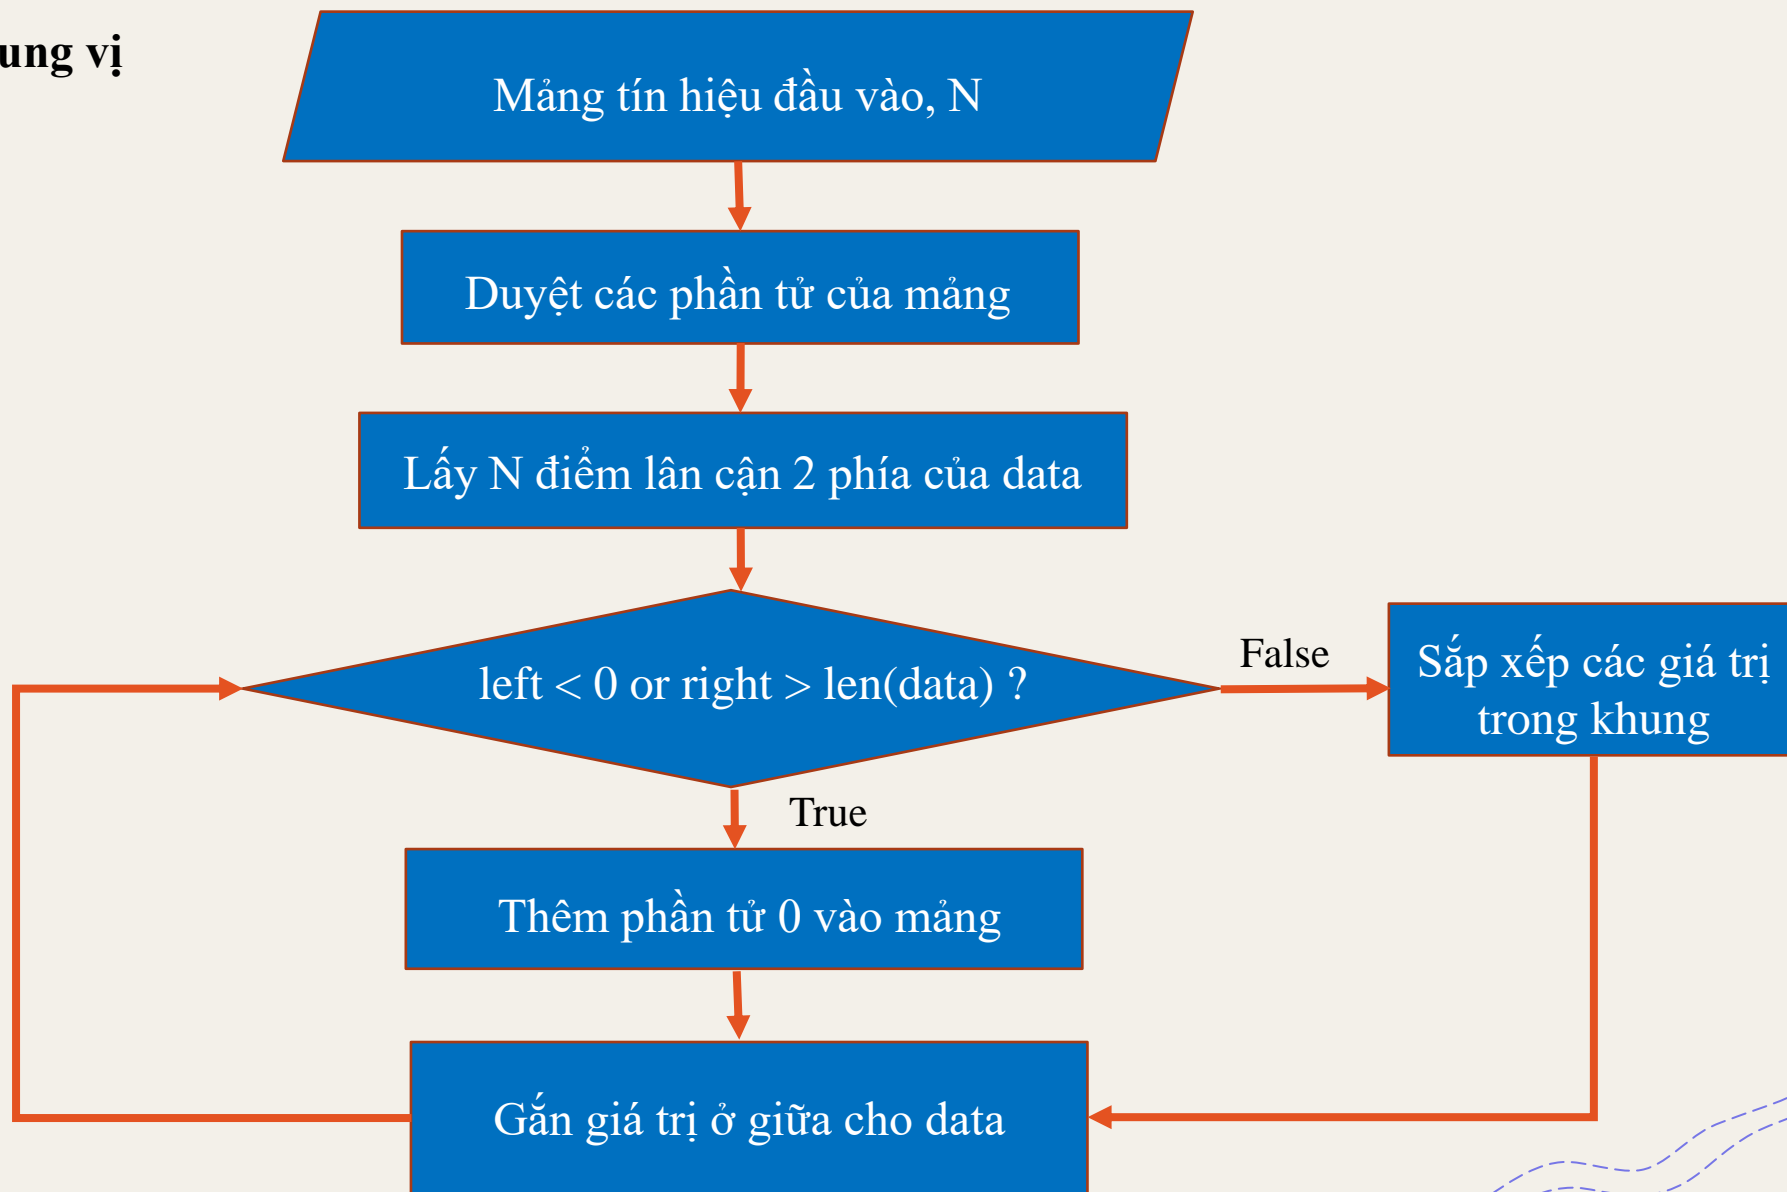 ung vị
Mảng tín hiệu đầu vào, N
Duyệt các phần tử của mảng
Lấy N điểm lân cận 2 phía của data
left < 0 or right > len(data) ?
False
Sắp xếp các giá trị
trong khung
True
Thêm phần tử 0 vào mảng
Gắn giá trị ở giữa cho data